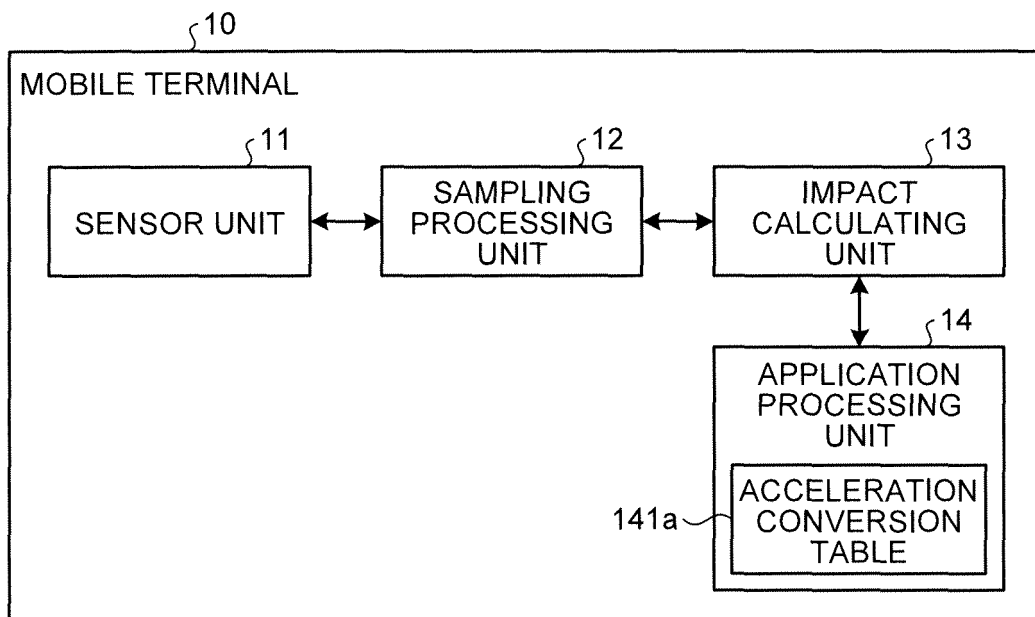 10
MOBILE TERMINAL
11
SENSOR UNIT
12
SAMPLING
PROCESSING
UNIT
13
IMPACT
CALCULATING
UNIT
14
APPLICATION
PROCESSING
UNIT
141a
ACCELERATION
CONVERSION
TABLE